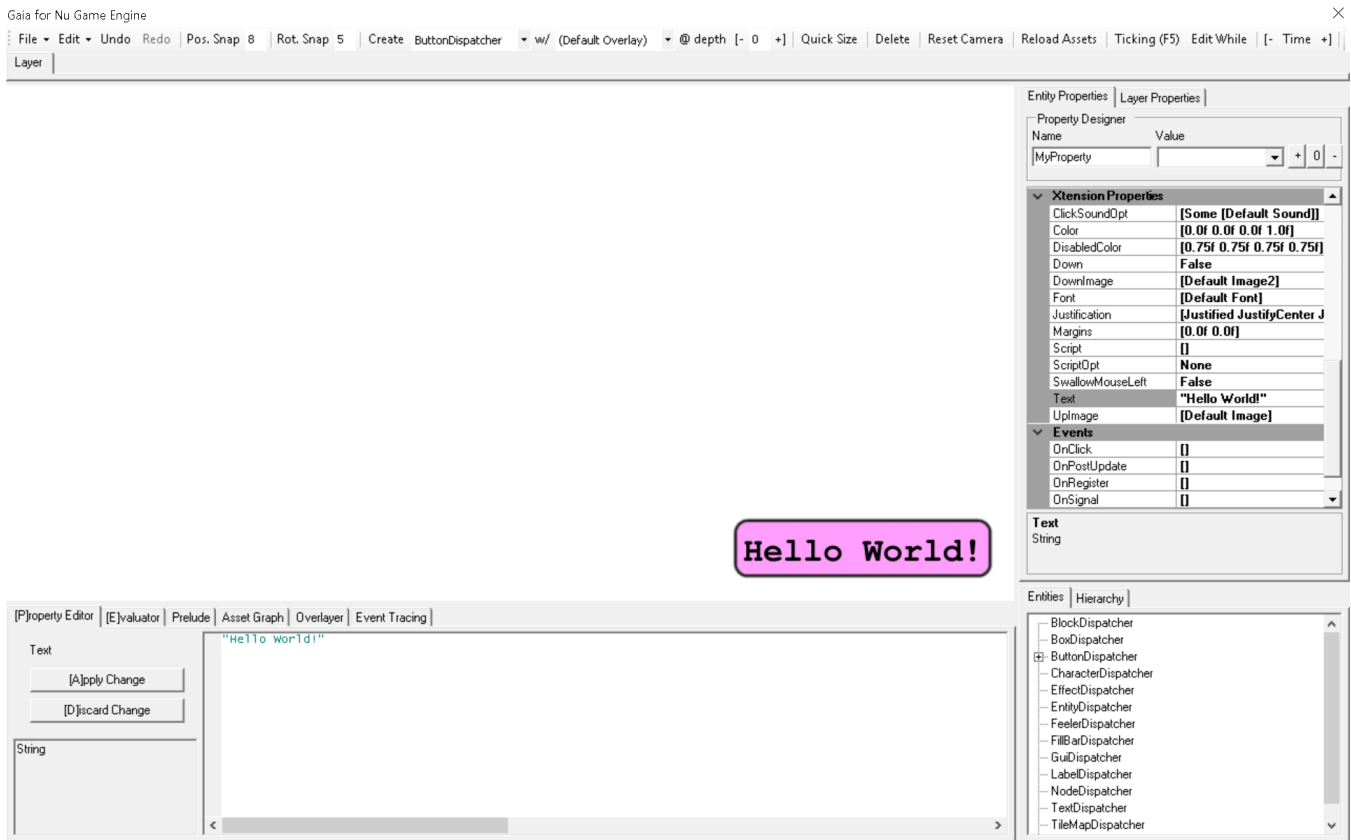 Gaia for Nu Game Engine
File Edit Undo Redo Pos. Snap 8 Rot. Snap 5 Create ButtonDispatcher w/ (Default Overlay) @ depth [- 0 +] Quick Size Delete Reset Camera Reload Assets Ticking (F5) Edit While [- Time +]
Layer
Entity Properties Layer Properties
Property Designer
Name Value
MyProperty + 0 -
Xtension Properties
ClickSoundOpt [Some [Default Sound]]
Color [0.0f 0.0f 0.0f 1.0f]
DisabledColor [0.75f 0.75f 0.75f 0.75f]
Down False
DownImage [Default Image2]
Font [Default Font]
Justification [Justified JustifyCenter J
Margins [0.0f 0.0f]
Script []
ScriptOpt None
SwallowMouseLeft False
Text "Hello World!"
UpImage [Default Image]
Events
OnClick []
OnPostUpdate []
OnRegister []
OnSignal []
Text
String
Hello World!
[P]roperty Editor [E]valuator Prelude Asset Graph Overlayer Event Tracing
Text
[A]pply Change
[D]iscard Change
String
"Hello World!"
Entities Hierarchy
BlockDispatcher
BoxDispatcher
ButtonDispatcher
CharacterDispatcher
EffectDispatcher
EntityDispatcher
FeelerDispatcher
FillBarDispatcher
GuiDispatcher
LabelDispatcher
NodeDispatcher
TextDispatcher
TileMapDispatcher